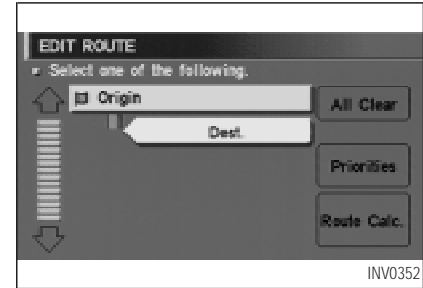 EDIT ROUTE
Select one of the following.
Origin
All Clear
Dest.
Priorities
Route Calc.
INV0352